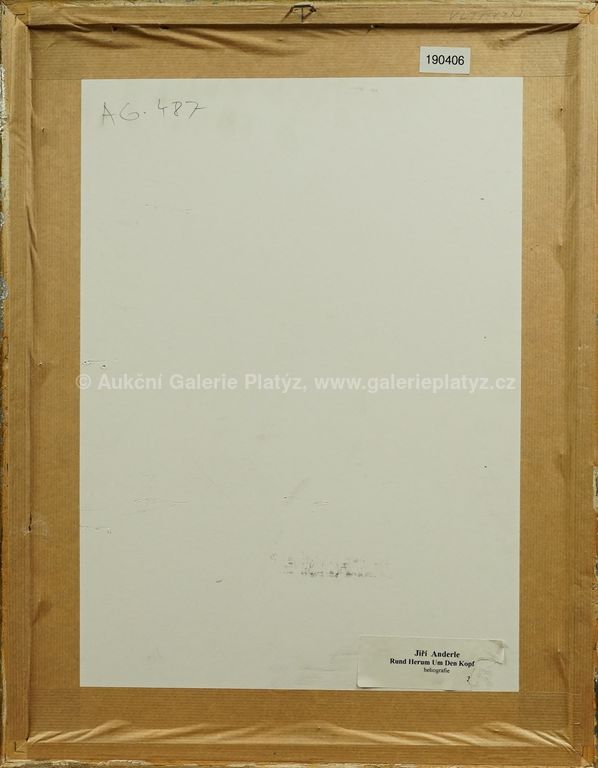 190406
AG.487
© Aukční Galerie Platýz, www.galerieplatyz.cz
Jiří Anderle
Rund Herum Um Den Kopf
heliografie